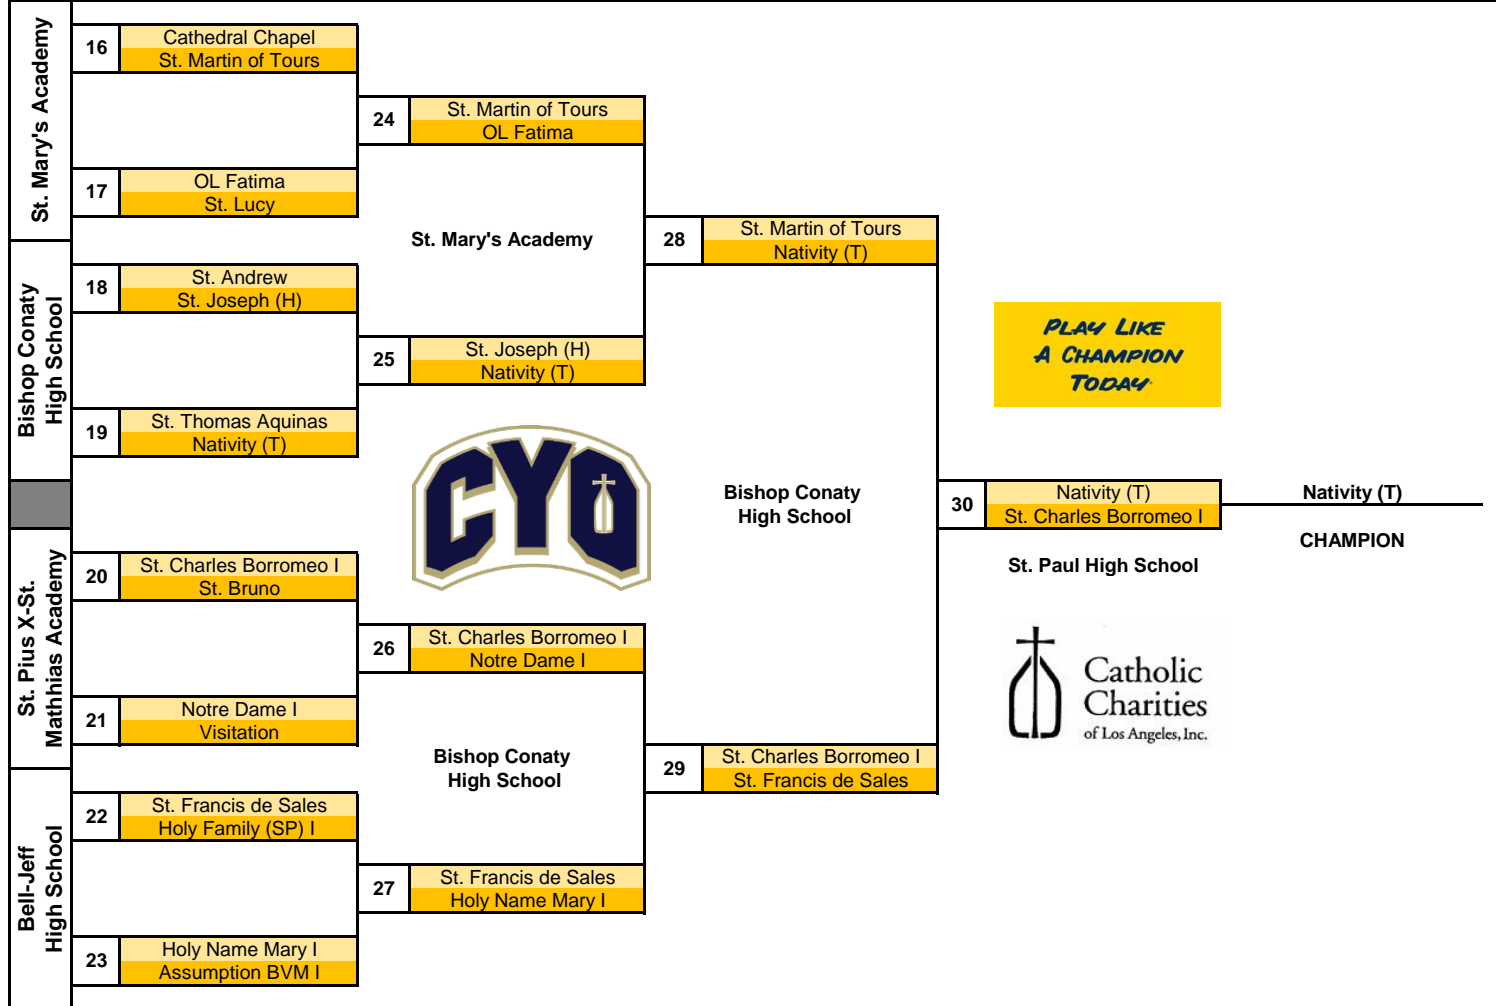 St. Mary's Academy
16
Cathedral Chapel
St. Martin of Tours
17
OL Fatima
St. Lucy
Bishop Conaty
High School
18
St. Andrew
St. Joseph (H)
19
St. Thomas Aquinas
Nativity (T)
St. Pius X-St.
Mathhias Academy
20
St. Charles Borromeo I
St. Bruno
21
Notre Dame I
Visitation
Bell-Jeff
High School
22
St. Francis de Sales
Holy Family (SP) I
23
Holy Name Mary I
Assumption BVM I
24
St. Martin of Tours
OL Fatima
St. Mary's Academy
25
St. Joseph (H)
Nativity (T)
CYO
26
St. Charles Borromeo I
Notre Dame I
Bishop Conaty
High School
27
St. Francis de Sales
Holy Name Mary I
28
St. Martin of Tours
Nativity (T)
Bishop Conaty
High School
29
St. Charles Borromeo I
St. Francis de Sales
PLAY LIKE
A CHAMPION
TODAY
30
Nativity (T)
St. Charles Borromeo I
St. Paul High School
Nativity (T)
CHAMPION
Catholic
Charities
of Los Angeles, Inc.